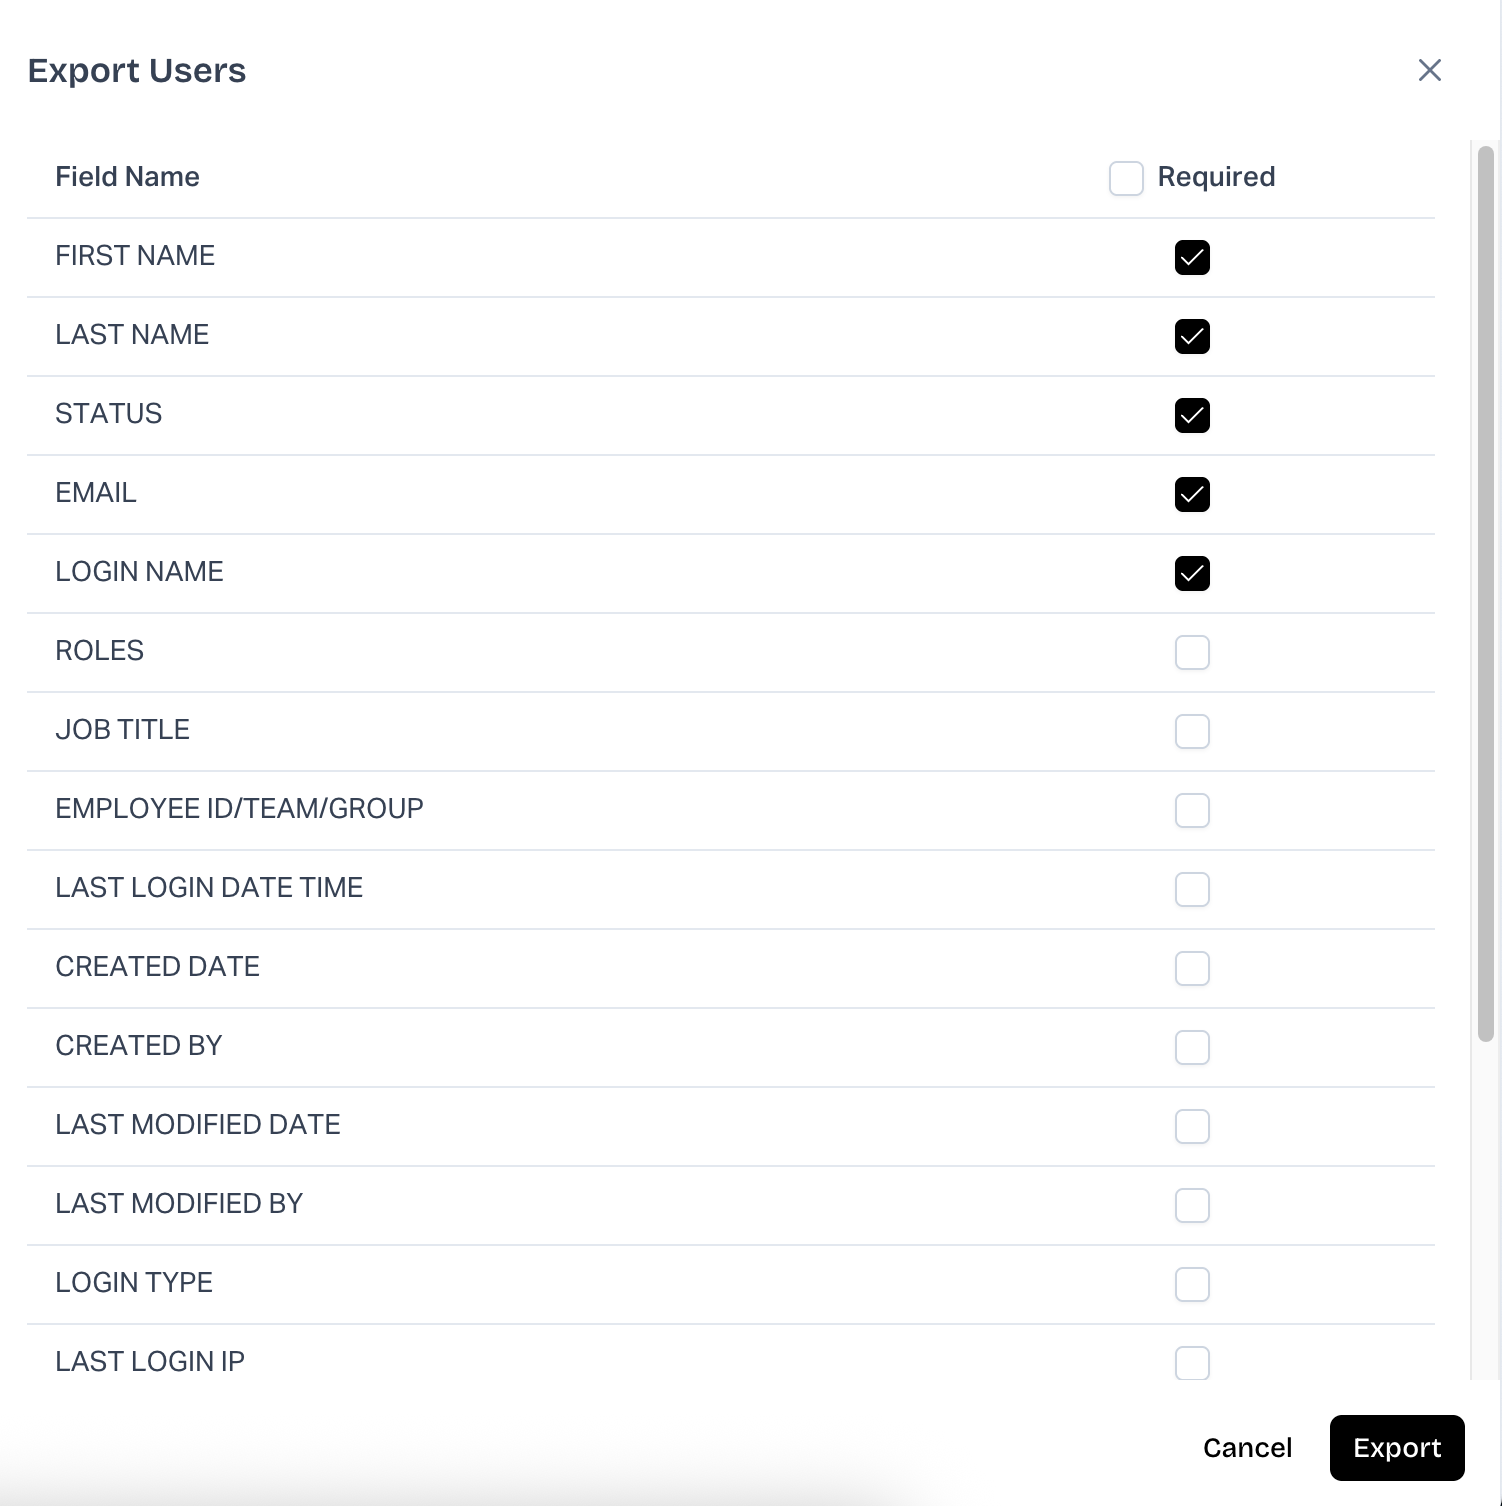 Export Users
Field Name Required
FIRST NAME
LAST NAME
STATUS
EMAIL
LOGIN NAME
ROLES
JOB TITLE
EMPLOYEE ID/TEAM/GROUP
LAST LOGIN DATE TIME
CREATED DATE
CREATED BY
LAST MODIFIED DATE
LAST MODIFIED BY
LOGIN TYPE
LAST LOGIN IP
Cancel Export